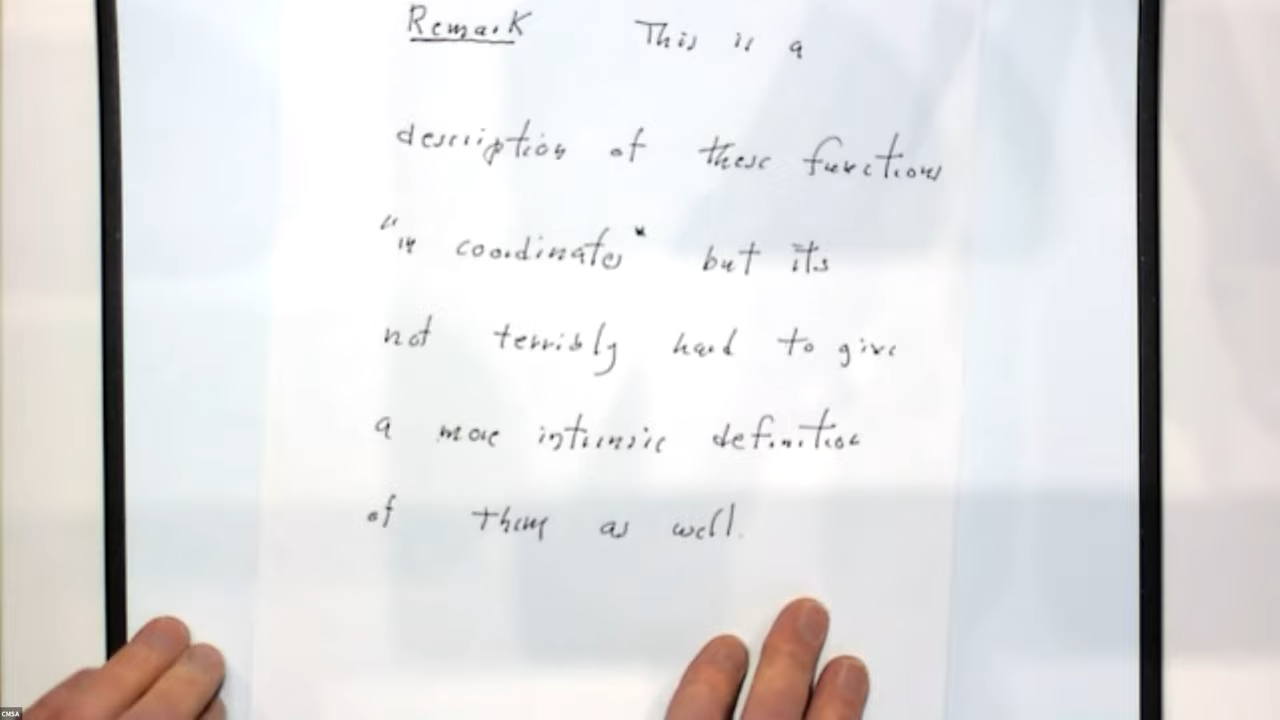 Remark This is a
description of these functions
"in coordinates" but its
not terribly hard to give
a more intrinsic definition
of them as well.
CMSA